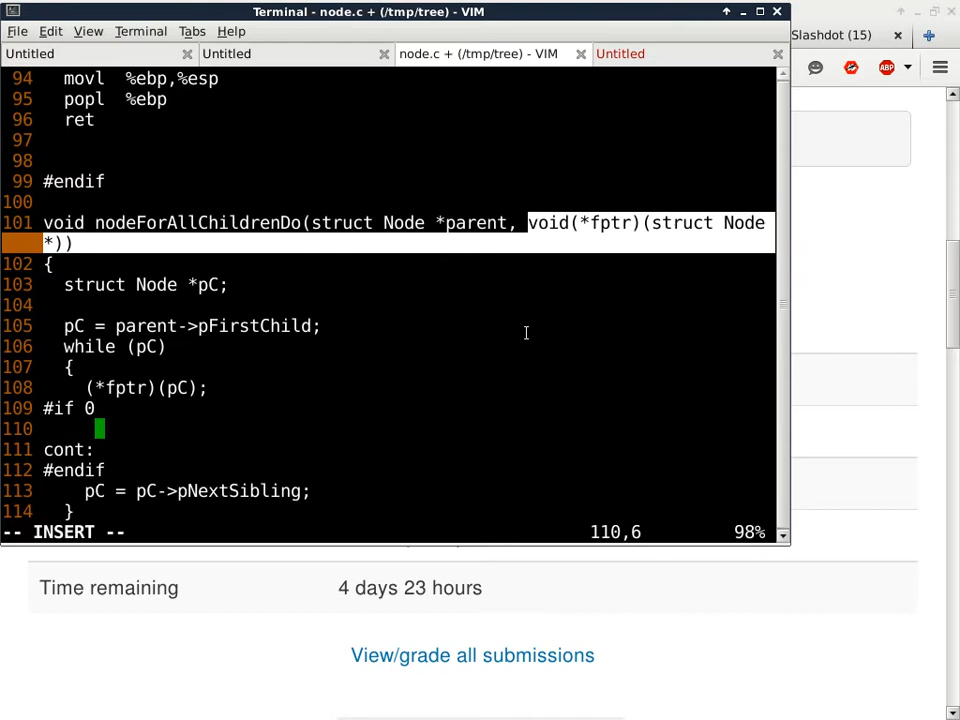 Terminal - node.c + (/tmp/tree) - VIM
File Edit View Terminal Tabs Help
Slashdot (15)
Untitled
Untitled
node.c + (/tmp/tree) - VIM
Untitled
ABP
94 movl %ebp,%esp
95 popl %ebp
96 ret
97
98
99 #endif
100
101 void nodeForAllChildrenDo(struct Node *parent, void(*fptr)(struct Node
*))
102 {
103 struct Node *pC;
104
105 pC = parent->pFirstChild;
106 while (pC)
107 {
108 (*fptr)(pC);
109 #if 0
110
111 cont:
112 #endif
113 pC = pC->pNextSibling;
114 }
-- INSERT -- 110,6 98%
Time remaining 4 days 23 hours
View/grade all submissions